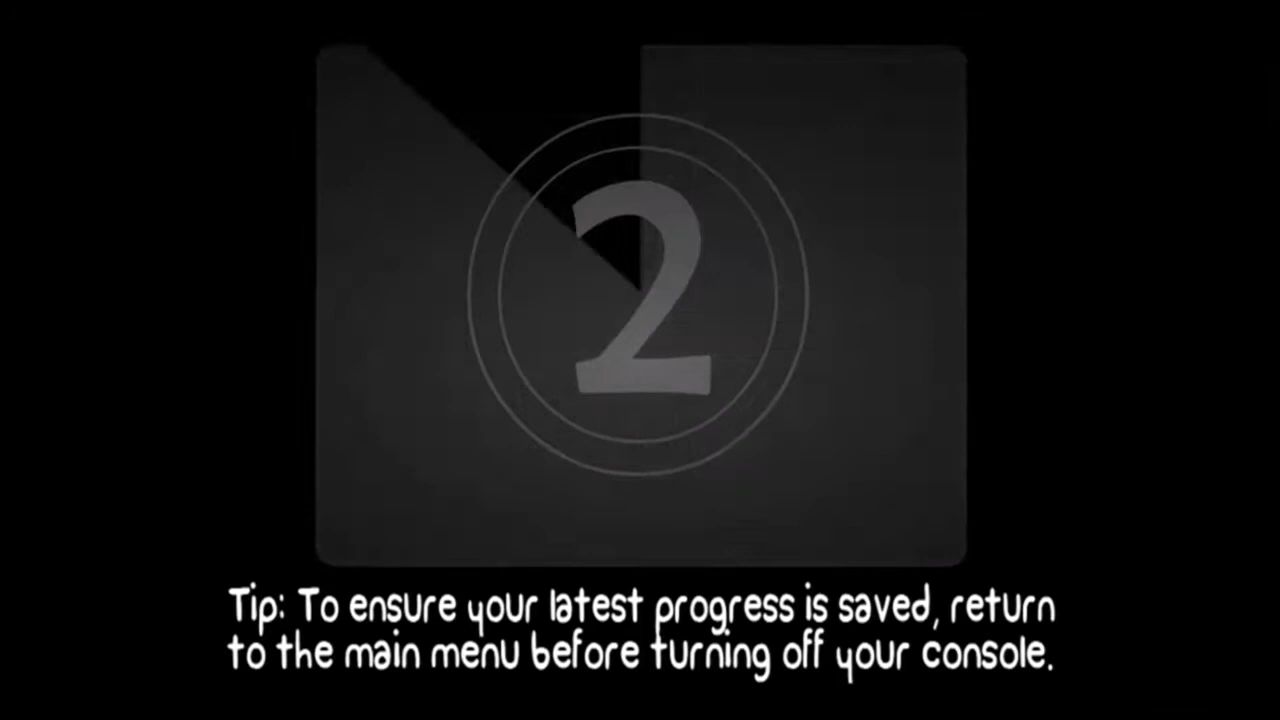 2
Tip: To ensure your latest progress is saved, return
to the main menu before turning off your console.